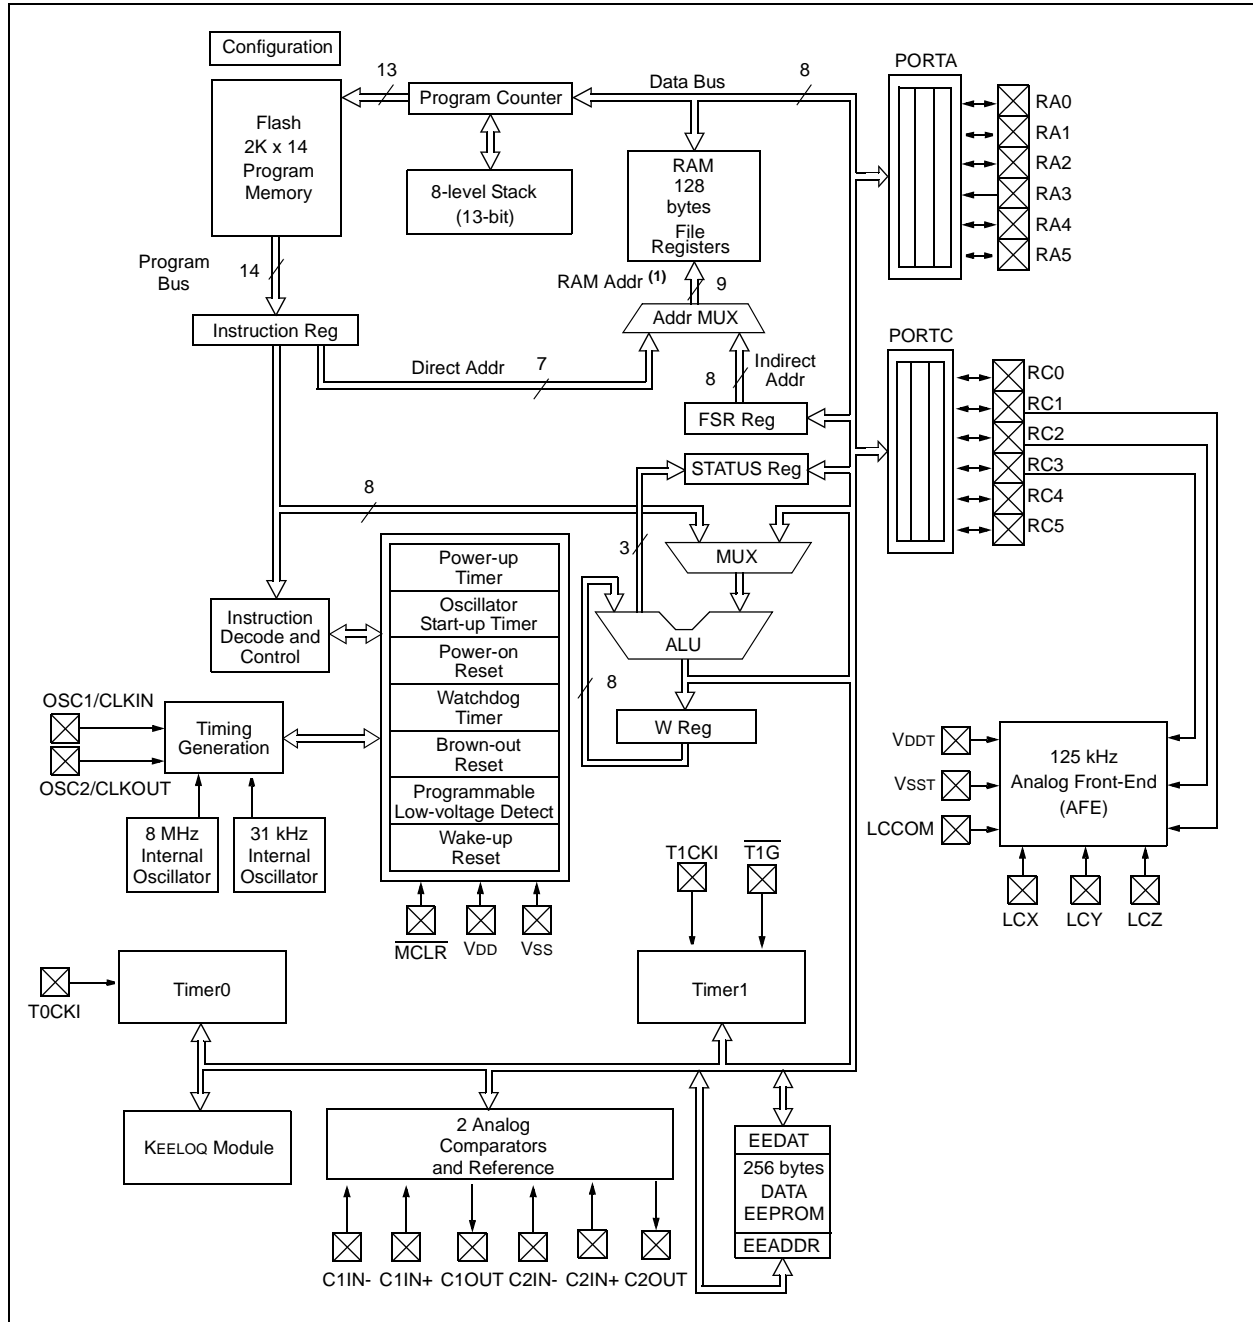 Configuration
Flash
2K x 14
Program
Memory
13
Program Counter
8-level Stack
(13-bit)
Data Bus
8
RAM
128
bytes
File
Registers
PORTA
RA0
RA1
RA2
RA3
RA4
RA5
Program
Bus
14
RAM Addr (1)
9
Addr MUX
Instruction Reg
Direct Addr
7
8
Indirect
Addr
FSR Reg
STATUS Reg
PORTC
RC0
RC1
RC2
RC3
RC4
RC5
8
3
MUX
ALU
8
W Reg
Instruction
Decode and
Control
Power-up
Timer
Oscillator
Start-up Timer
Power-on
Reset
Watchdog
Timer
Brown-out
Reset
Programmable
Low-voltage Detect
Wake-up
Reset
OSC1/CLKIN
OSC2/CLKOUT
Timing
Generation
8 MHz
Internal
Oscillator
31 kHz
Internal
Oscillator
MCLR
VDD
VSS
T1CKI
T1G
VDDT
VSST
LCCOM
125 kHz
Analog Front-End
(AFE)
LCX
LCY
LCZ
T0CKI
Timer0
Timer1
KEELOQ Module
2 Analog
Comparators
and Reference
C1IN-
C1IN+
C1OUT
C2IN-
C2IN+
C2OUT
EEDAT
256 bytes
DATA
EEPROM
EEADDR